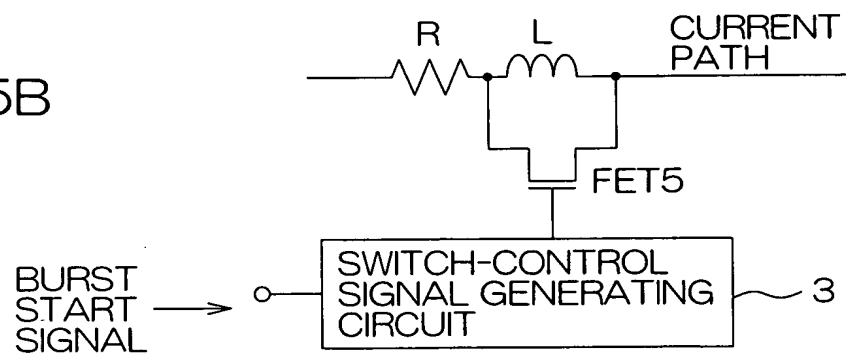 R
L
CURRENT
PATH
5B
FET5
SWITCH-CONTROL
SIGNAL GENERATING
CIRCUIT
3
BURST
START
SIGNAL